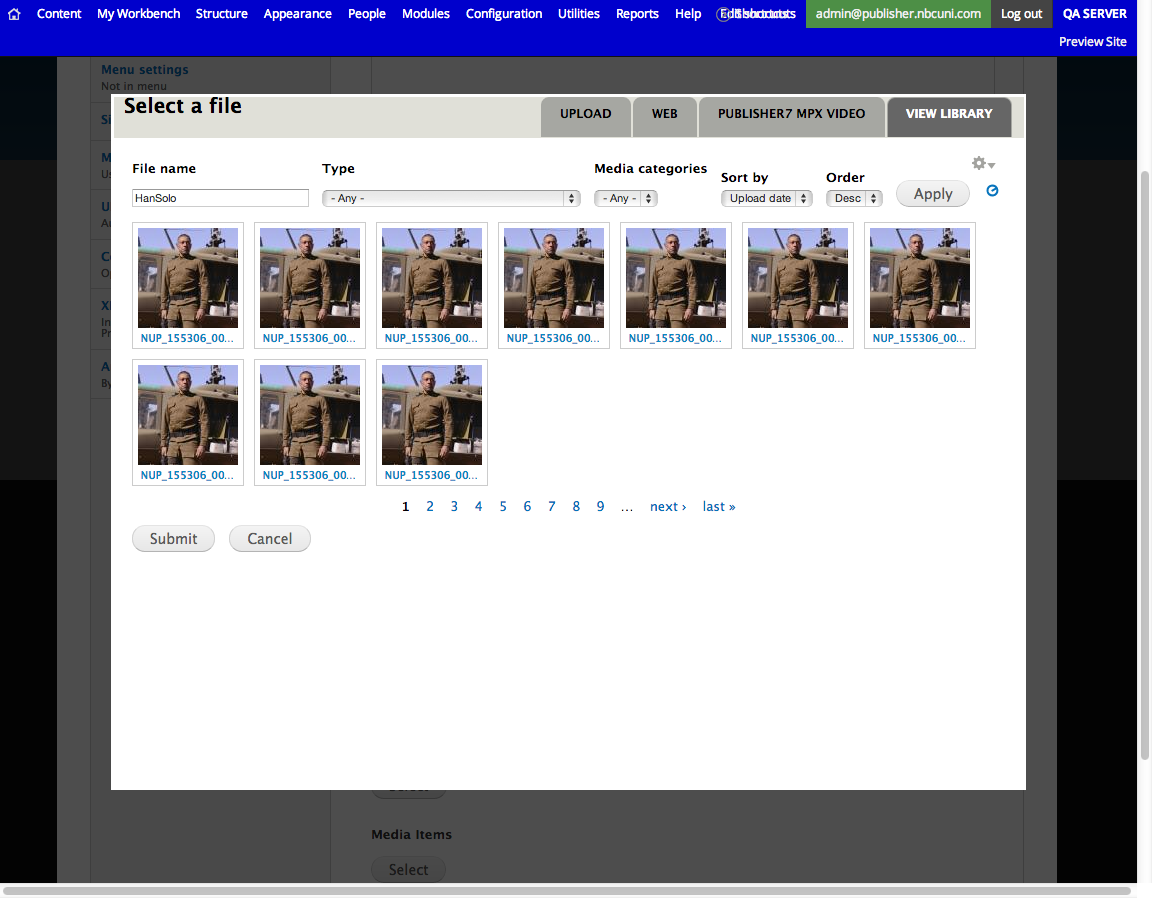 Content My Workbench Structure Appearance People Modules Configuration Utilities Reports Help Edit shortcuts admin@publisher.nbcuni.com Log out QA SERVER
Preview Site
Menu settings
Not in menu
Select a file
UPLOAD WEB PUBLISHER7 MPX VIDEO VIEW LIBRARY
File name Type Media categories Sort by Order
HanSolo - Any - - Any - Upload date Desc Apply
NUP_155306_00... NUP_155306_00... NUP_155306_00... NUP_155306_00... NUP_155306_00... NUP_155306_00... NUP_155306_00...
NUP_155306_00... NUP_155306_00... NUP_155306_00...
1 2 3 4 5 6 7 8 9 … next › last »
Submit Cancel
Media Items
Select